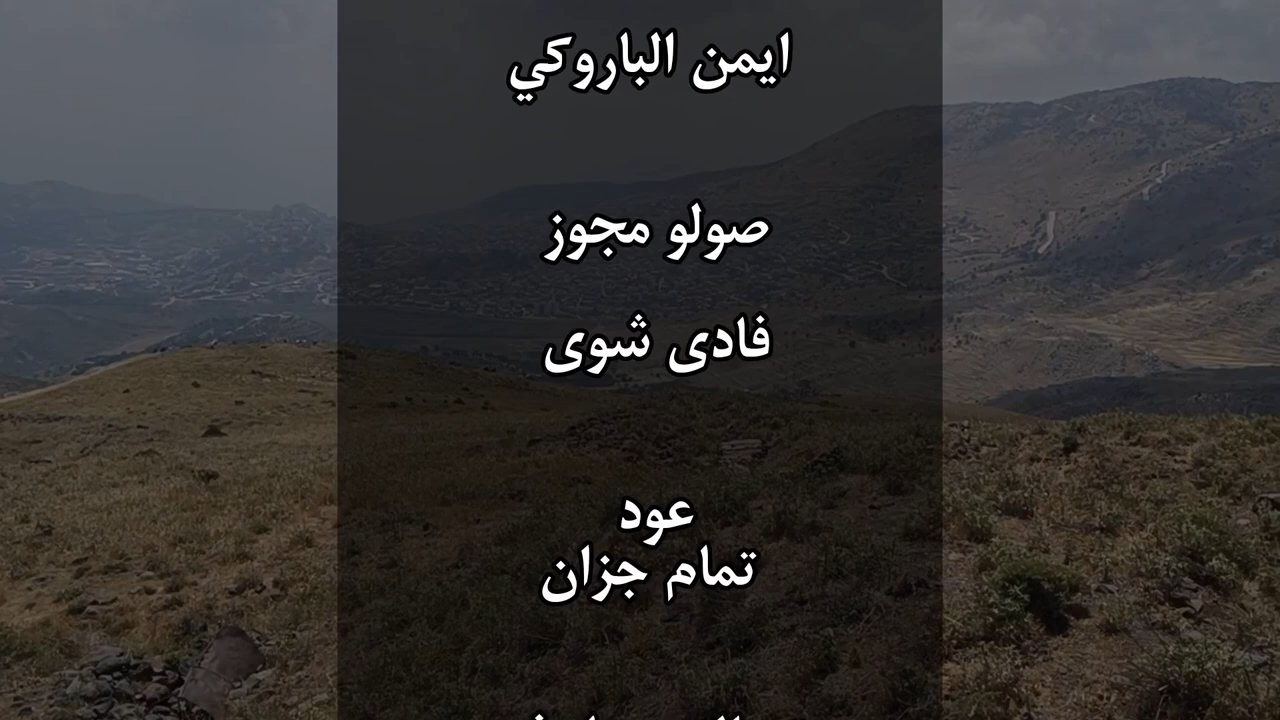 ايمن الباروكي
صولو مجوز
فادى شوى
عود
تمام جزان